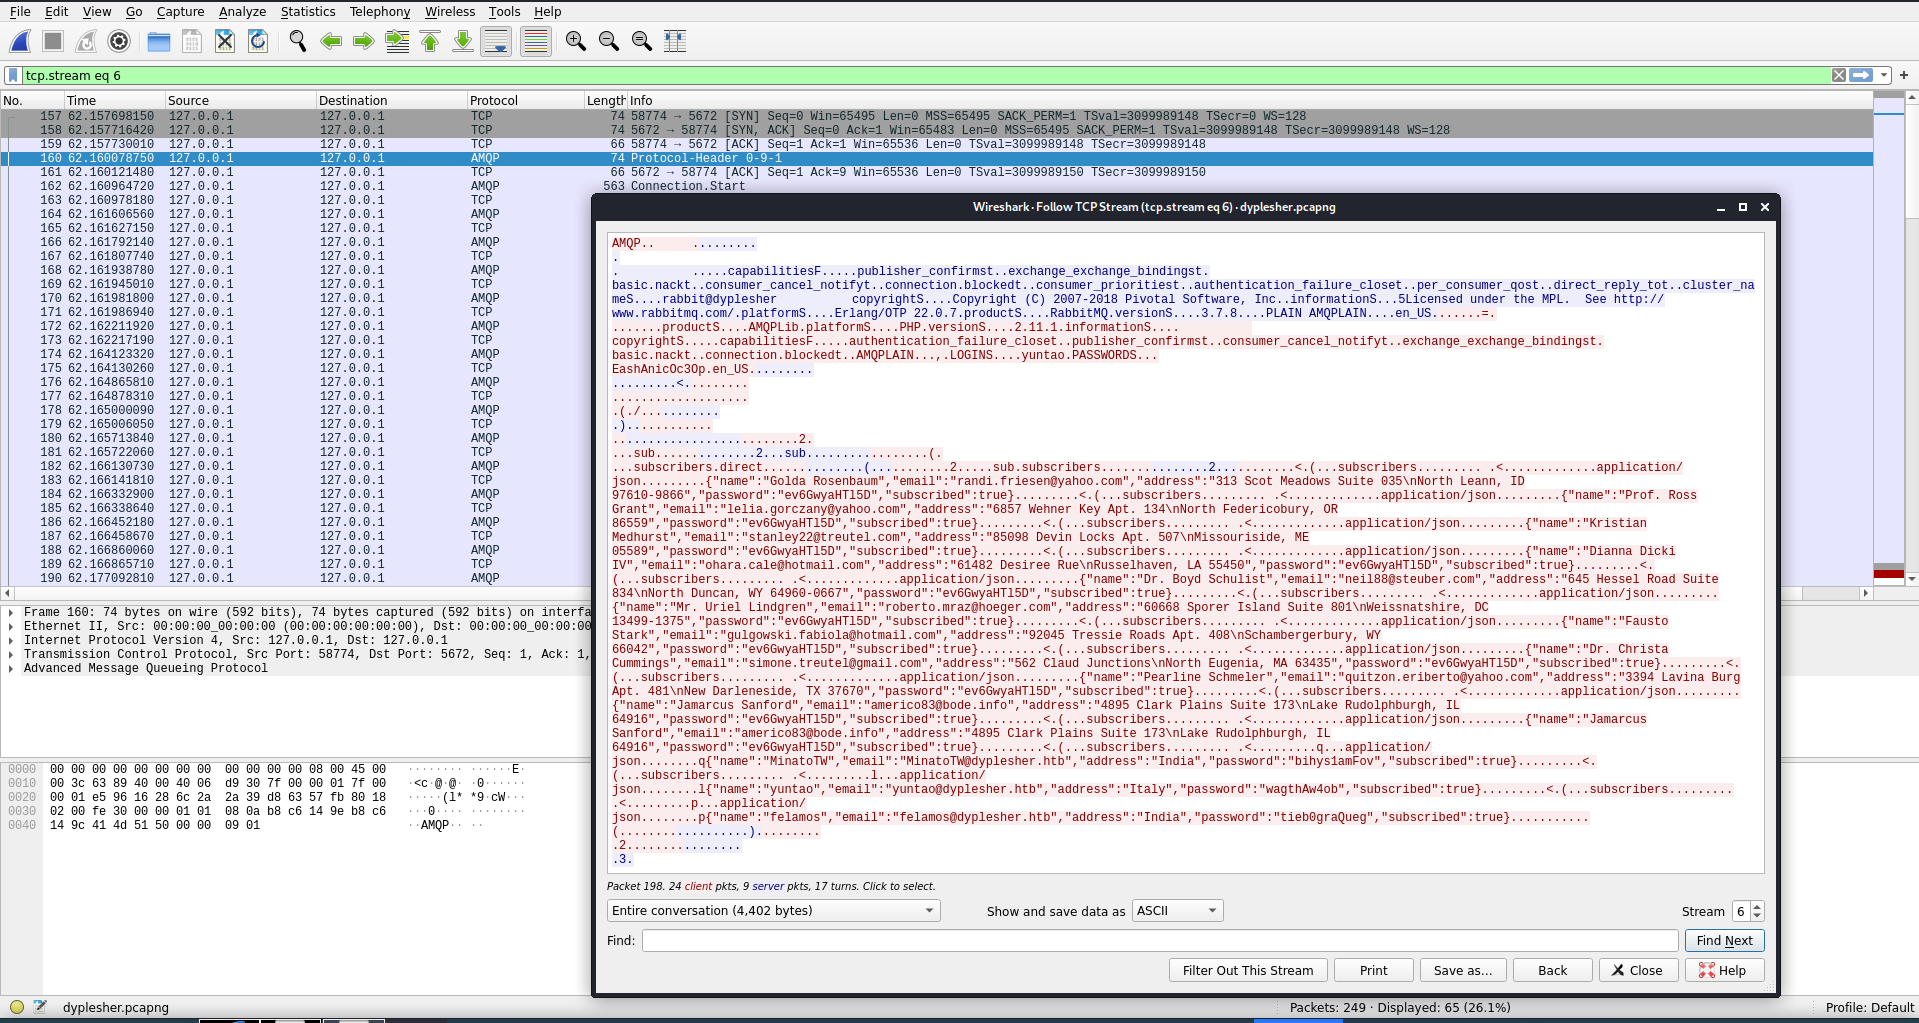 File Edit View Go Capture Analyze Statistics Telephony Wireless Tools Help
tcp.stream eq 6
No. Time Source Destination Protocol Length Info
157 62.157698150 127.0.0.1 127.0.0.1 TCP 74 58774 → 5672 [SYN] Seq=0 Win=65495 Len=0 MSS=65495 SACK_PERM=1 TSval=3099989148 TSecr=0 WS=128
158 62.157716420 127.0.0.1 127.0.0.1 TCP 74 5672 → 58774 [SYN, ACK] Seq=0 Ack=1 Win=65483 Len=0 MSS=65495 SACK_PERM=1 TSval=3099989148 TSecr=3099989148 WS=128
159 62.157730010 127.0.0.1 127.0.0.1 TCP 66 58774 → 5672 [ACK] Seq=1 Ack=1 Win=65536 Len=0 TSval=3099989148 TSecr=3099989148
160 62.160078750 127.0.0.1 127.0.0.1 AMQP 74 Protocol-Header 0-9-1
161 62.160121480 127.0.0.1 127.0.0.1 TCP 66 5672 → 58774 [ACK] Seq=1 Ack=9 Win=65536 Len=0 TSval=3099989150 TSecr=3099989150
162 62.160964720 127.0.0.1 127.0.0.1 AMQP 563 Connection.Start
163 62.160978180 127.0.0.1 127.0.0.1 TCP
164 62.161606560 127.0.0.1 127.0.0.1 AMQP
165 62.161627150 127.0.0.1 127.0.0.1 TCP
166 62.161792140 127.0.0.1 127.0.0.1 AMQP
167 62.161807740 127.0.0.1 127.0.0.1 TCP
168 62.161938780 127.0.0.1 127.0.0.1 AMQP
169 62.161945010 127.0.0.1 127.0.0.1 TCP
170 62.161981800 127.0.0.1 127.0.0.1 AMQP
171 62.161986940 127.0.0.1 127.0.0.1 TCP
172 62.162211920 127.0.0.1 127.0.0.1 AMQP
173 62.162217190 127.0.0.1 127.0.0.1 TCP
174 62.164123320 127.0.0.1 127.0.0.1 AMQP
175 62.164130260 127.0.0.1 127.0.0.1 TCP
176 62.164865810 127.0.0.1 127.0.0.1 AMQP
177 62.164878310 127.0.0.1 127.0.0.1 TCP
178 62.165000090 127.0.0.1 127.0.0.1 AMQP
179 62.165006050 127.0.0.1 127.0.0.1 TCP
180 62.165713840 127.0.0.1 127.0.0.1 AMQP
181 62.165722060 127.0.0.1 127.0.0.1 TCP
182 62.166130730 127.0.0.1 127.0.0.1 AMQP
183 62.166141810 127.0.0.1 127.0.0.1 TCP
184 62.166332900 127.0.0.1 127.0.0.1 AMQP
185 62.166338640 127.0.0.1 127.0.0.1 TCP
186 62.166452180 127.0.0.1 127.0.0.1 AMQP
187 62.166458670 127.0.0.1 127.0.0.1 TCP
188 62.166860060 127.0.0.1 127.0.0.1 AMQP
189 62.166865710 127.0.0.1 127.0.0.1 TCP
190 62.177092810 127.0.0.1 127.0.0.1 AMQP
Frame 160: 74 bytes on wire (592 bits), 74 bytes captured (592 bits) on interfa
Ethernet II, Src: 00:00:00_00:00:00 (00:00:00:00:00:00), Dst: 00:00:00_00:00:00
Internet Protocol Version 4, Src: 127.0.0.1, Dst: 127.0.0.1
Transmission Control Protocol, Src Port: 58774, Dst Port: 5672, Seq: 1, Ack: 1,
Advanced Message Queueing Protocol
0000 00 00 00 00 00 00 00 00 00 00 00 00 08 00 45 00 ········ ······E·
0010 00 3c 63 89 40 00 40 06 d9 30 7f 00 00 01 7f 00 ·<c·@·@· ·0······
0020 00 01 e5 96 16 28 6c 2a 2a 39 d8 63 57 fb 80 18 ·····(l* *9·cW···
0030 02 00 fe 30 00 00 01 01 08 0a b8 c6 14 9e b8 c6 ···0···· ········
0040 14 9c 41 4d 51 50 00 00 09 01 ··AMQP·· ··
Wireshark · Follow TCP Stream (tcp.stream eq 6) · dyplesher.pcapng
AMQP.. .........
.
. .....capabilitiesF.....publisher_confirmst..exchange_exchange_bindingst.
basic.nackt..consumer_cancel_notifyt..connection.blockedt..consumer_prioritiest..authentication_failure_closet..per_consumer_qost..direct_reply_tot..cluster_na
meS....rabbit@dyplesher copyrightS....Copyright (C) 2007-2018 Pivotal Software, Inc..informationS...5Licensed under the MPL. See http://
www.rabbitmq.com/.platformS....Erlang/OTP 22.0.7.productS....RabbitMQ.versionS....3.7.8....PLAIN AMQPLAIN....en_US.......=.
.......productS....AMQPLib.platformS....PHP.versionS....2.11.1.informationS....
copyrightS.....capabilitiesF.....authentication_failure_closet..publisher_confirmst..consumer_cancel_notifyt..exchange_exchange_bindingst.
basic.nackt..connection.blockedt..AMQPLAIN...,.LOGINS....yuntao.PASSWORDS...
EashAnicOc3Op.en_US.........
.........<.........
...................
.(./...........
.)............
..........................2.
...sub..............2...sub.................(.
...subscribers.direct..............(............2.....sub.subscribers...............2...........<.(...subscribers......... .<.............application/
json.........{"name":"Golda Rosenbaum","email":"randi.friesen@yahoo.com","address":"313 Scot Meadows Suite 035\nNorth Leann, ID
97610-9866","password":"ev6GwyaHTl5D","subscribed":true}.........<.(...subscribers......... .<.............application/json.........{"name":"Prof. Ross
Grant","email":"lelia.gorczany@yahoo.com","address":"6857 Wehner Key Apt. 134\nNorth Federicobury, OR
86559","password":"ev6GwyaHTl5D","subscribed":true}.........<.(...subscribers......... .<.............application/json.........{"name":"Kristian
Medhurst","email":"stanley22@treutel.com","address":"85098 Devin Locks Apt. 507\nMissouriside, ME
05589","password":"ev6GwyaHTl5D","subscribed":true}.........<.(...subscribers......... .<.............application/json.........{"name":"Dianna Dicki
IV","email":"ohara.cale@hotmail.com","address":"61482 Desiree Rue\nRusselhaven, LA 55450","password":"ev6GwyaHTl5D","subscribed":true}.........<.
(...subscribers......... .<.............application/json.........{"name":"Dr. Boyd Schulist","email":"neil88@steuber.com","address":"645 Hessel Road Suite
834\nNorth Duncan, WY 64960-0667","password":"ev6GwyaHTl5D","subscribed":true}.........<.(...subscribers......... .<.............application/json.........
{"name":"Mr. Uriel Lindgren","email":"roberto.mraz@hoeger.com","address":"60668 Sporer Island Suite 801\nWeissnatshire, DC
13499-1375","password":"ev6GwyaHTl5D","subscribed":true}.........<.(...subscribers......... .<.............application/json.........{"name":"Fausto
Stark","email":"gulgowski.fabiola@hotmail.com","address":"92045 Tressie Roads Apt. 408\nSchambergerbury, WY
66042","password":"ev6GwyaHTl5D","subscribed":true}.........<.(...subscribers......... .<.............application/json.........{"name":"Dr. Christa
Cummings","email":"simone.treutel@gmail.com","address":"562 Claud Junctions\nNorth Eugenia, MA 63435","password":"ev6GwyaHTl5D","subscribed":true}.........<.
(...subscribers......... .<.............application/json.........{"name":"Pearline Schmeler","email":"quitzon.eriberto@yahoo.com","address":"3394 Lavina Burg
Apt. 481\nNew Darleneside, TX 37670","password":"ev6GwyaHTl5D","subscribed":true}.........<.(...subscribers......... .<.............application/json.........
{"name":"Jamarcus Sanford","email":"americo83@bode.info","address":"4895 Clark Plains Suite 173\nLake Rudolphburgh, IL
64916","password":"ev6GwyaHTl5D","subscribed":true}.........<.(...subscribers......... .<.............application/json.........{"name":"Jamarcus
Sanford","email":"americo83@bode.info","address":"4895 Clark Plains Suite 173\nLake Rudolphburgh, IL
64916","password":"ev6GwyaHTl5D","subscribed":true}.........<.(...subscribers......... .<.........q...application/
json........q{"name":"MinatoTW","email":"MinatoTW@dyplesher.htb","address":"India","password":"bihys1amFov","subscribed":true}.........<.
(...subscribers......... .<.........l...application/
json........l{"name":"yuntao","email":"yuntao@dyplesher.htb","address":"Italy","password":"wagthAw4ob","subscribed":true}.........<.(...subscribers.........
.<.........p...application/
json........p{"name":"felamos","email":"felamos@dyplesher.htb","address":"India","password":"tieb0graQueg","subscribed":true}...........
(..................).........
.2................
.3.
Packet 198. 24 client pkts, 9 server pkts, 17 turns. Click to select.
Entire conversation (4,402 bytes) Show and save data as ASCII Stream 6
Find: Find Next
Filter Out This Stream Print Save as... Back Close Help
dyplesher.pcapng Packets: 249 · Displayed: 65 (26.1%) Profile: Default